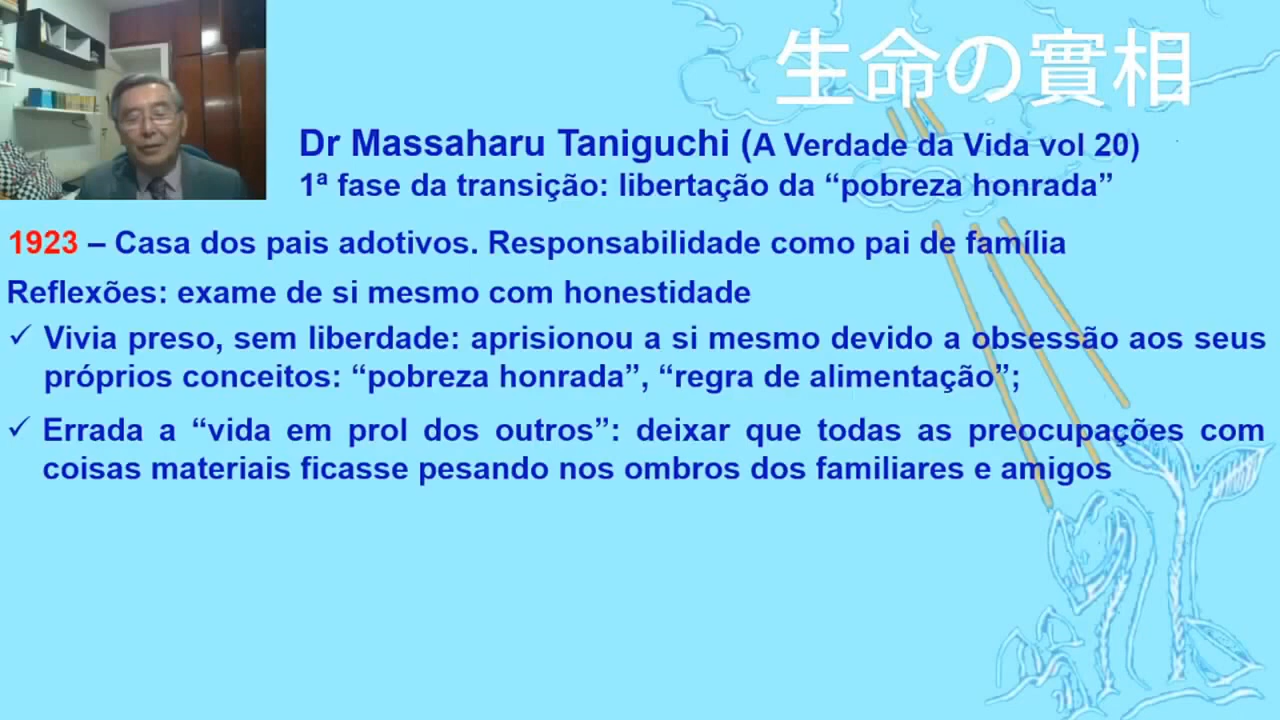 生命の實相
Dr Massaharu Taniguchi (A Verdade da Vida vol 20)
1ª fase da transição: libertação da “pobreza honrada”
1923 – Casa dos pais adotivos. Responsabilidade como pai de família
Reflexões: exame de si mesmo com honestidade
✓ Vivia preso, sem liberdade: aprisionou a si mesmo devido a obsessão aos seus
próprios conceitos: “pobreza honrada”, “regra de alimentação”;
✓ Errada a “vida em prol dos outros”: deixar que todas as preocupações com
coisas materiais ficasse pesando nos ombros dos familiares e amigos